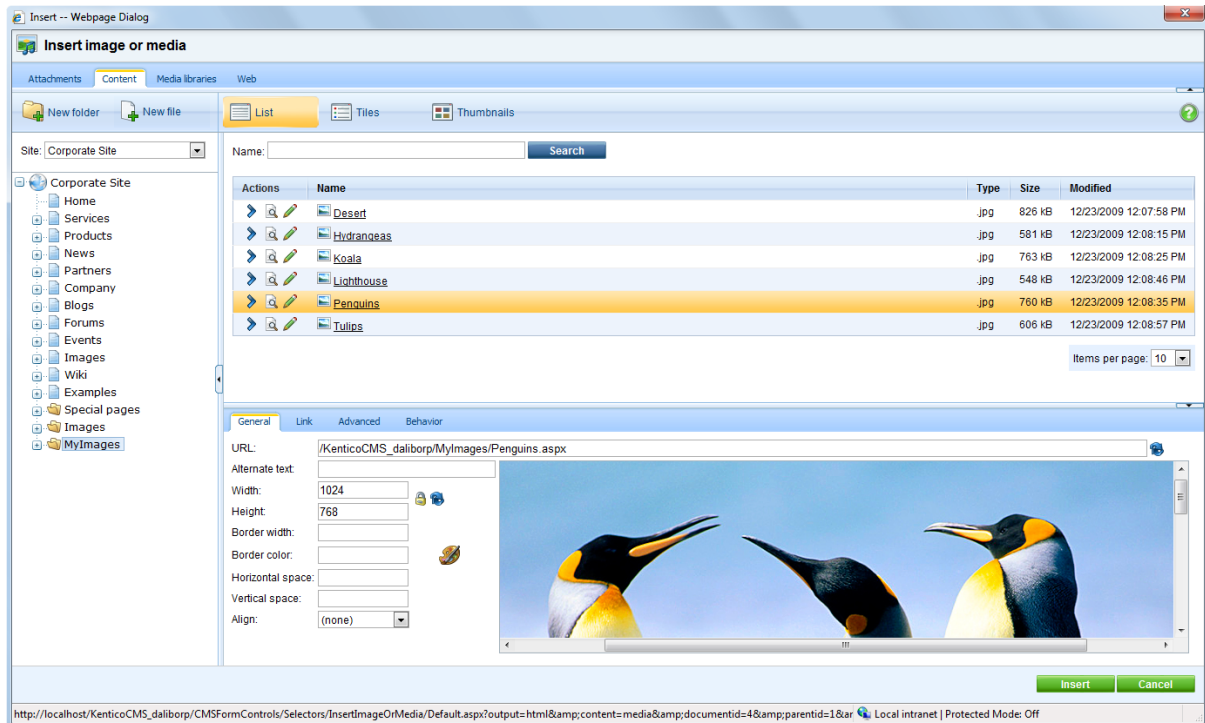 Insert -- Webpage Dialog
Insert image or media
Attachments Content Media libraries Web
New folder New file List Tiles Thumbnails
Site: Corporate Site
Name: Search
Corporate Site
Home
Services
Products
News
Partners
Company
Blogs
Forums
Events
Images
Wiki
Examples
Special pages
Images
MyImages
Actions Name Type Size Modified
Desert .jpg 826 kB 12/23/2009 12:07:58 PM
Hydrangeas .jpg 581 kB 12/23/2009 12:08:15 PM
Koala .jpg 763 kB 12/23/2009 12:08:25 PM
Lighthouse .jpg 548 kB 12/23/2009 12:08:46 PM
Penguins .jpg 760 kB 12/23/2009 12:08:35 PM
Tulips .jpg 606 kB 12/23/2009 12:08:57 PM
Items per page: 10
General Link Advanced Behavior
URL: /KenticoCMS_daliborp/MyImages/Penguins.aspx
Alternate text:
Width: 1024
Height: 768
Border width:
Border color:
Horizontal space:
Vertical space:
Align: (none)
Insert Cancel
http://localhost/KenticoCMS_daliborp/CMSFormControls/Selectors/InsertImageOrMedia/Default.aspx?output=html&amp;content=media&amp;documentid=4&amp;parentid=1&ar Local intranet | Protected Mode: Off